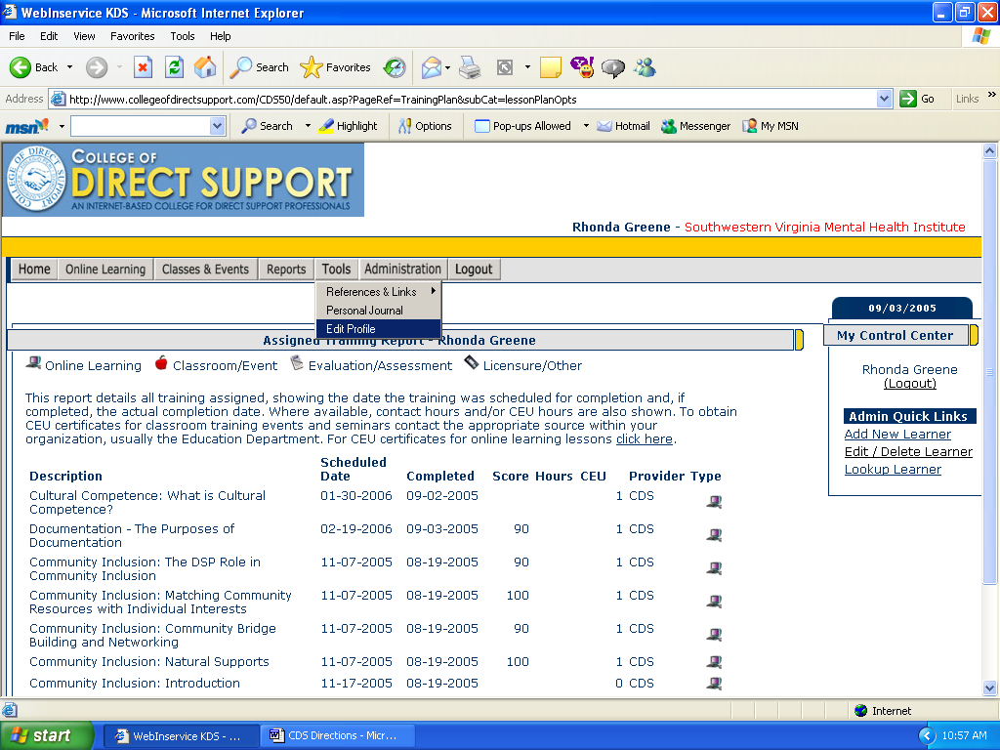 WebInservice KDS - Microsoft Internet Explorer
File Edit View Favorites Tools Help
Back Search Favorites
Address http://www.collegeofdirectsupport.com/CDS50/default.asp?PageRef=TrainingPlan&subCat=lessonPlanOpts Go Links »
msn Search Highlight Options Pop-ups Allowed Hotmail Messenger My MSN
COLLEGE OF DIRECT SUPPORT
COLLEGE OF
DIRECT SUPPORT
AN INTERNET-BASED COLLEGE FOR DIRECT SUPPORT PROFESSIONALS
Rhonda Greene - Southwestern Virginia Mental Health Institute
Home Online Learning Classes & Events Reports Tools Administration Logout
References & Links
Personal Journal
Edit Profile
09/03/2005
My Control Center
Rhonda Greene
(Logout)
Admin Quick Links
Add New Learner
Edit / Delete Learner
Lookup Learner
Assigned Training Report - Rhonda Greene
Online Learning Classroom/Event Evaluation/Assessment Licensure/Other
This report details all training assigned, showing the date the training was scheduled for completion and, if
completed, the actual completion date. Where available, contact hours and/or CEU hours are also shown. To obtain
CEU certificates for classroom training events and seminars contact the appropriate source within your
organization, usually the Education Department. For CEU certificates for online learning lessons click here.
Scheduled
Description Date Completed Score Hours CEU Provider Type
Cultural Competence: What is Cultural 01-30-2006 09-02-2005 1 CDS
Competence?
Documentation - The Purposes of 02-19-2006 09-03-2005 90 1 CDS
Documentation
Community Inclusion: The DSP Role in 11-07-2005 08-19-2005 90 1 CDS
Community Inclusion
Community Inclusion: Matching Community 11-07-2005 08-19-2005 100 1 CDS
Resources with Individual Interests
Community Inclusion: Community Bridge 11-07-2005 08-19-2005 90 1 CDS
Building and Networking
Community Inclusion: Natural Supports 11-07-2005 08-19-2005 100 1 CDS
Community Inclusion: Introduction 11-17-2005 08-19-2005 0 CDS
Internet
start WebInservice KDS - ... CDS Directions - Micr... 10:57 AM